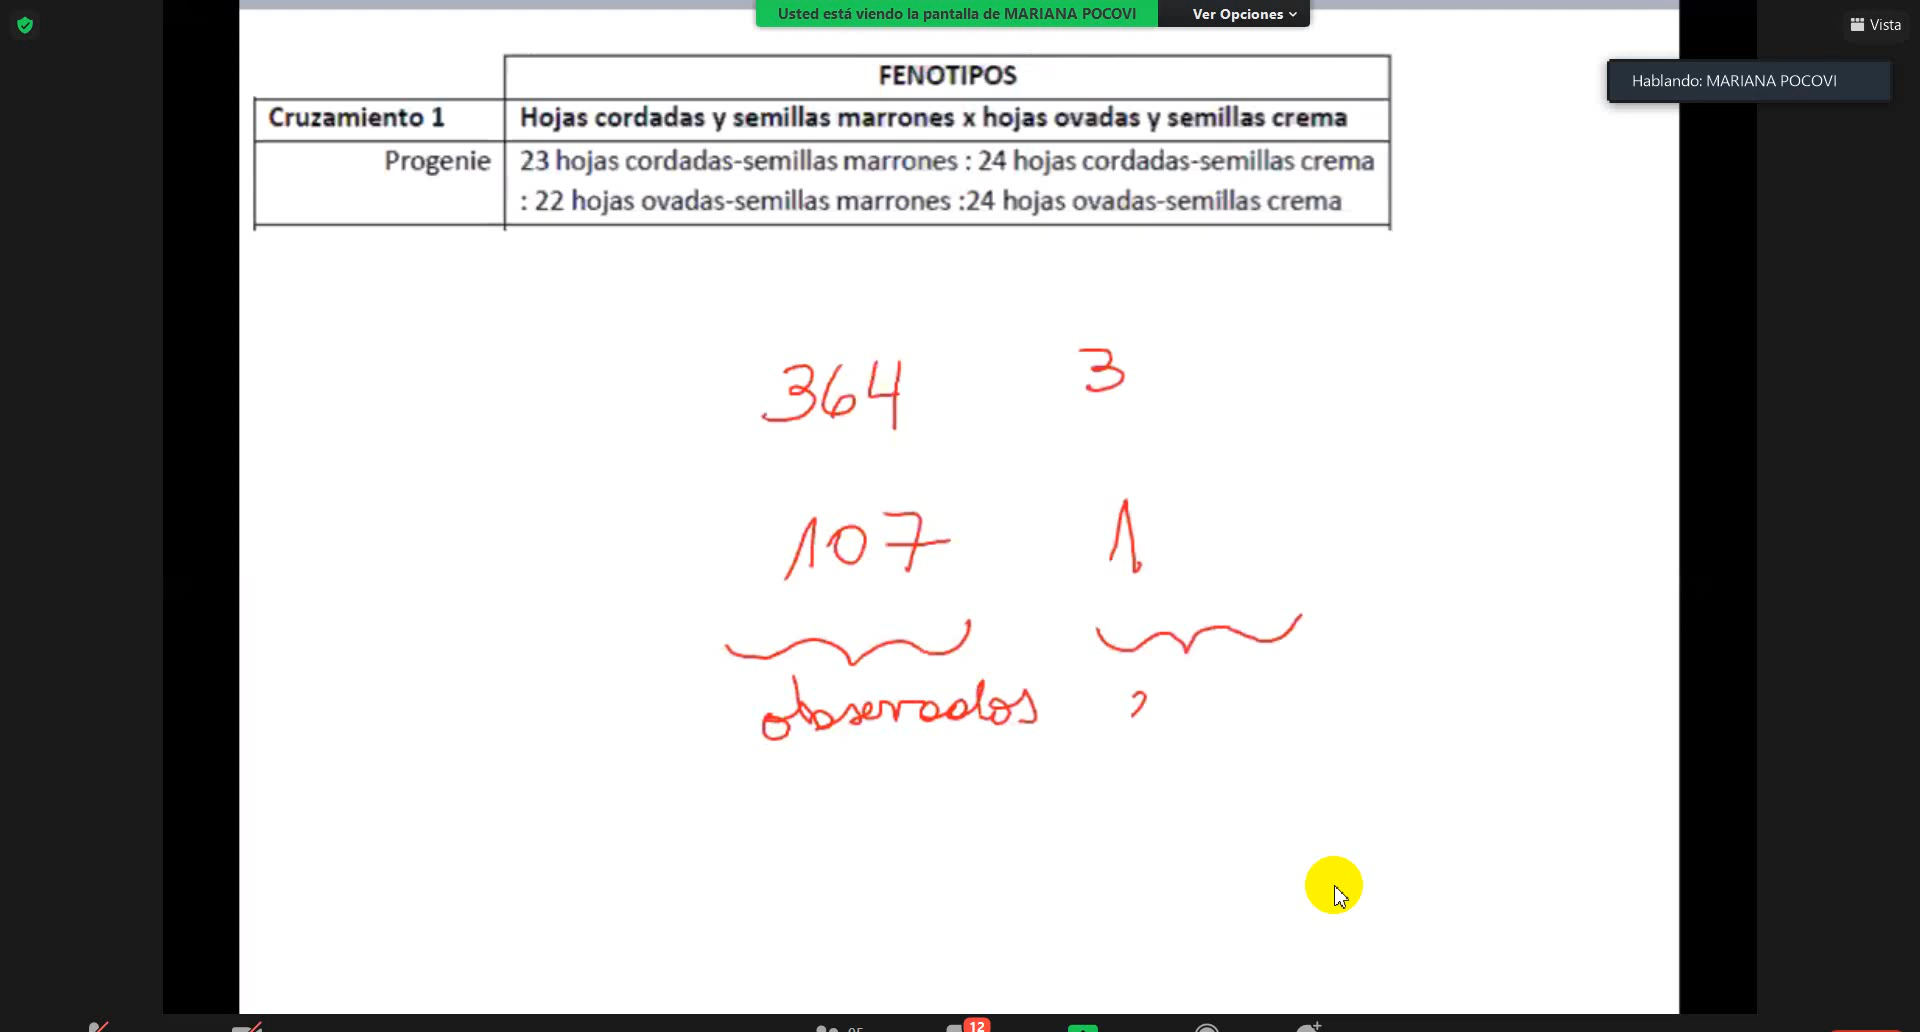 Usted está viendo la pantalla de MARIANA POCOVI
Ver Opciones
Vista
Hablando: MARIANA POCOVI
FENOTIPOS
Cruzamiento 1
Hojas cordadas y semillas marrones x hojas ovadas y semillas crema
Progenie
23 hojas cordadas-semillas marrones : 24 hojas cordadas-semillas crema
: 22 hojas ovadas-semillas marrones :24 hojas ovadas-semillas crema
364 3
107 1
observados
12